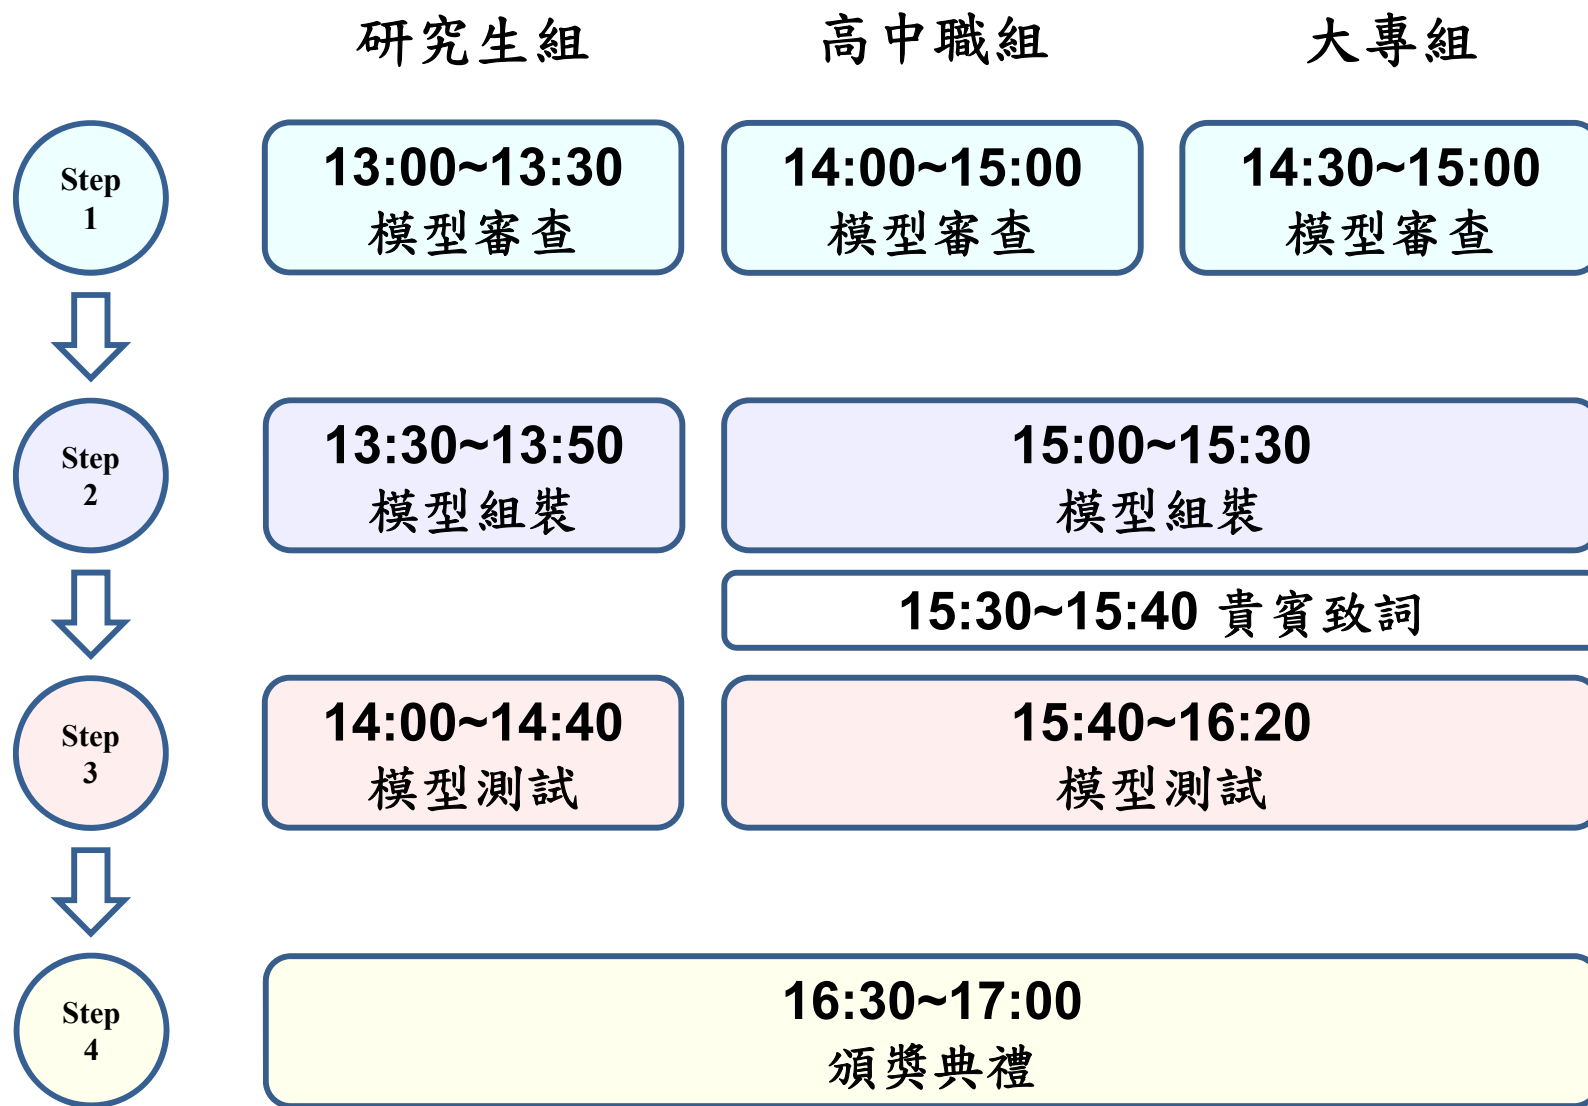 研究生組 高中職組 大專組
Step 1
13:00~13:30
模型審查
14:00~15:00
模型審查
14:30~15:00
模型審查
Step 2
13:30~13:50
模型組裝
15:00~15:30
模型組裝
15:30~15:40 貴賓致詞
Step 3
14:00~14:40
模型測試
15:40~16:20
模型測試
Step 4
16:30~17:00
頒獎典禮